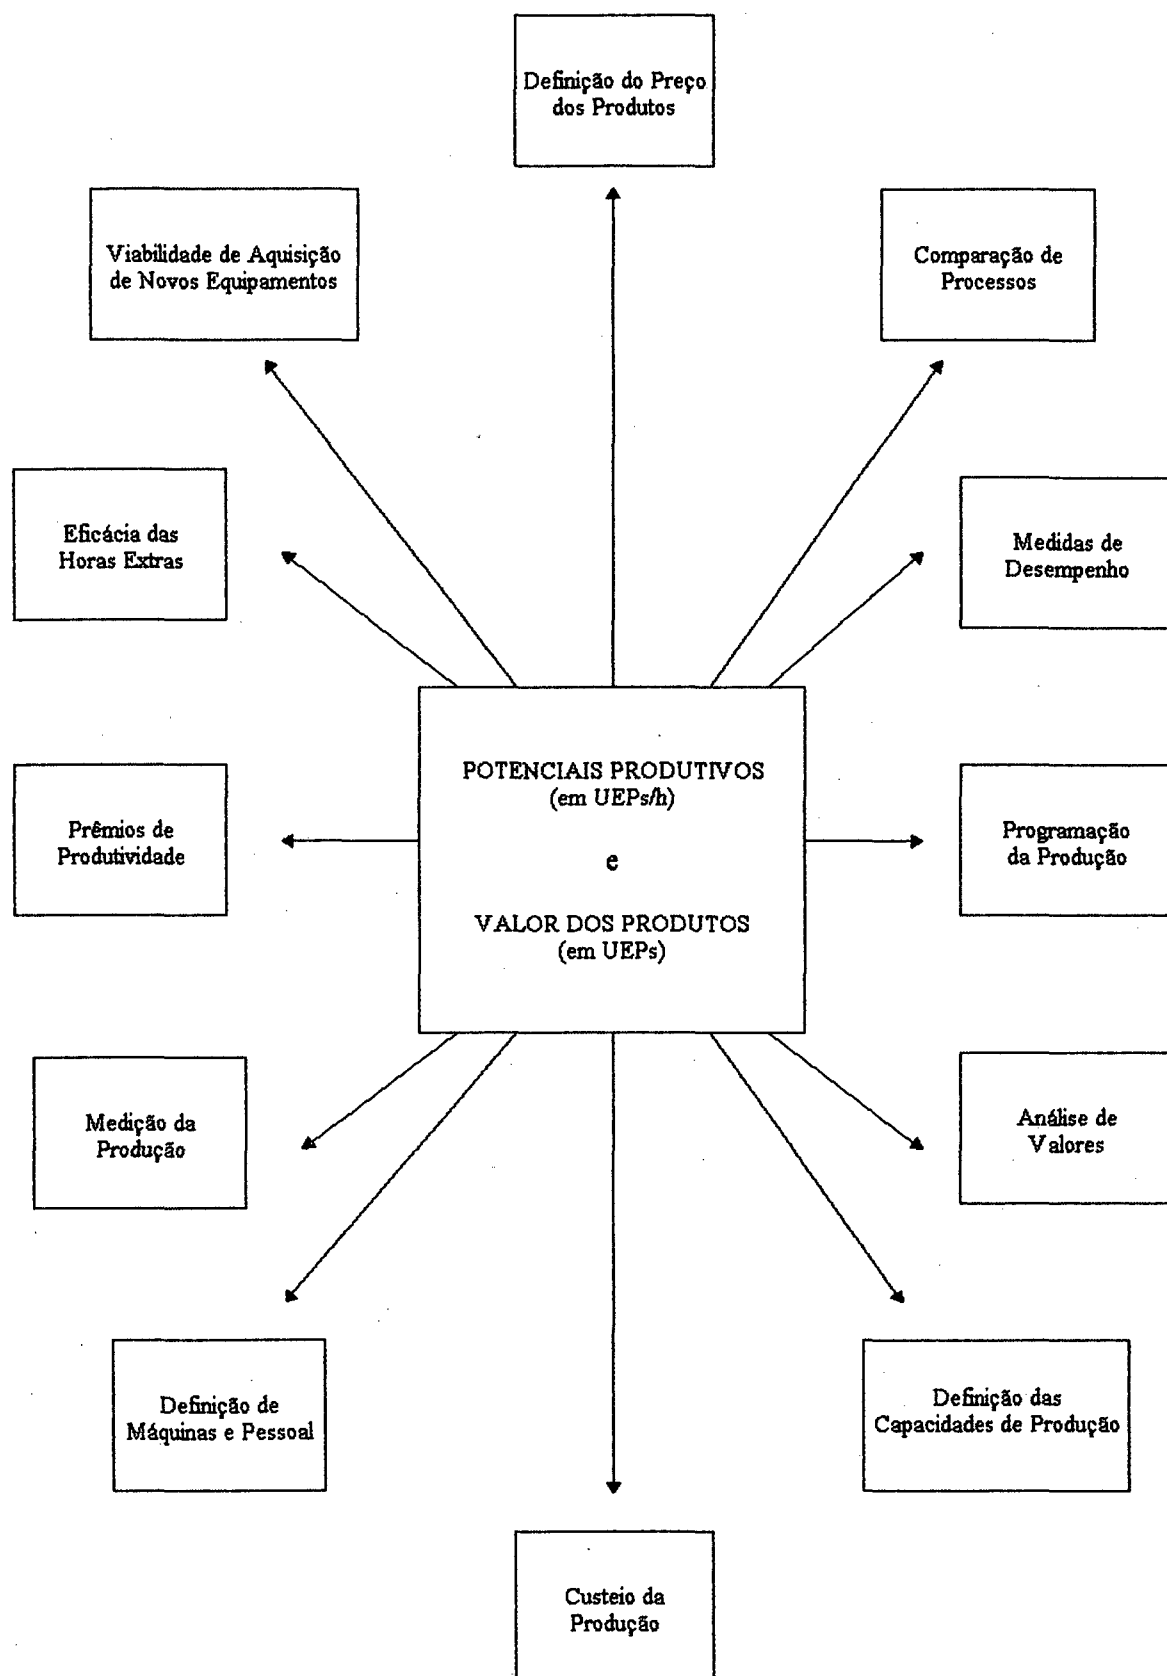 Definição do Preço
dos Produtos
Viabilidade de Aquisição
de Novos Equipamentos
Comparação de
Processos
Eficácia das
Horas Extras
Medidas de
Desempenho
POTENCIAIS PRODUTIVOS
(em UEPs/h)
e
VALOR DOS PRODUTOS
(em UEPs)
Prêmios de
Produtividade
Programação
da Produção
Medição da
Produção
Análise de
Valores
Definição de
Máquinas e Pessoal
Definição das
Capacidades de Produção
Custeio da
Produção